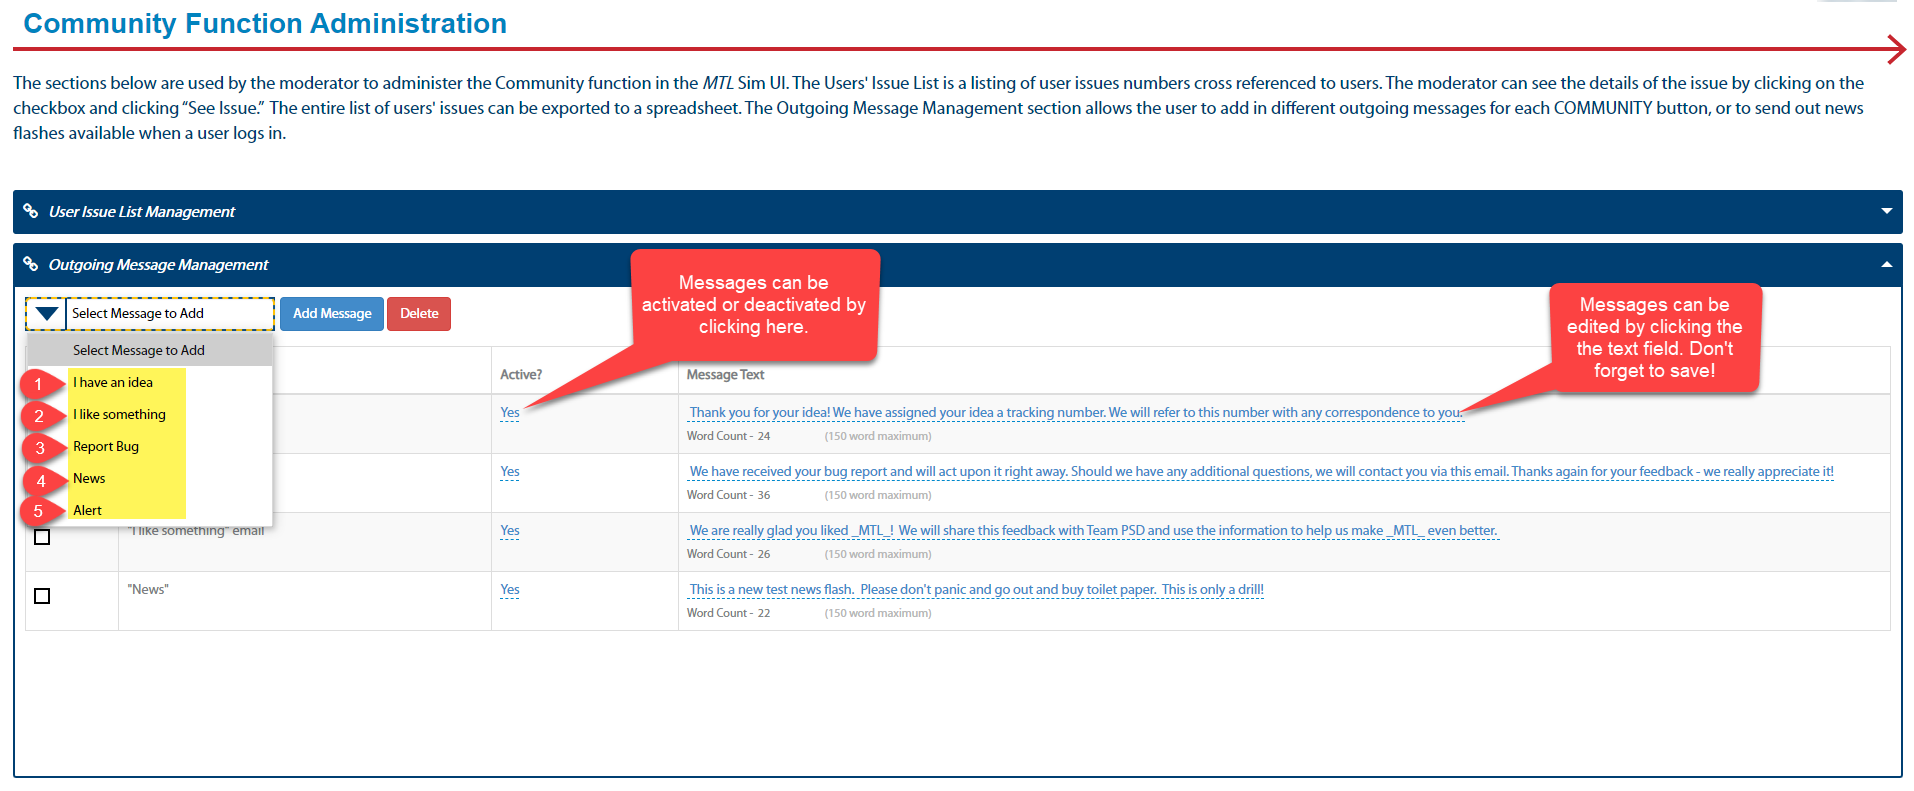 Community Function Administration
The sections below are used by the moderator to administer the Community function in the MTL Sim UI. The Users' Issue List is a listing of user issues numbers cross referenced to users. The moderator can see the details of the issue by clicking on the
checkbox and clicking “See Issue.” The entire list of users' issues can be exported to a spreadsheet. The Outgoing Message Management section allows the user to add in different outgoing messages for each COMMUNITY button, or to send out news
flashes available when a user logs in.
User Issue List Management
Outgoing Message Management
Messages can be
activated or deactivated by
clicking here.
Messages can be
edited by clicking the
the text field. Don't
forget to save!
Select Message to Add
Add Message
Delete
Select Message to Add
1 I have an idea
2 I like something
3 Report Bug
4 News
5 Alert
Active?
Message Text
Yes
Thank you for your idea! We have assigned your idea a tracking number. We will refer to this number with any correspondence to you.
Word Count - 24 (150 word maximum)
Yes
We have received your bug report and will act upon it right away. Should we have any additional questions, we will contact you via this email. Thanks again for your feedback - we really appreciate it!
Word Count - 36 (150 word maximum)
"I like something" email
Yes
We are really glad you liked _MTL_! We will share this feedback with Team PSD and use the information to help us make _MTL_ even better.
Word Count - 26 (150 word maximum)
"News"
Yes
This is a new test news flash. Please don't panic and go out and buy toilet paper. This is only a drill!
Word Count - 22 (150 word maximum)